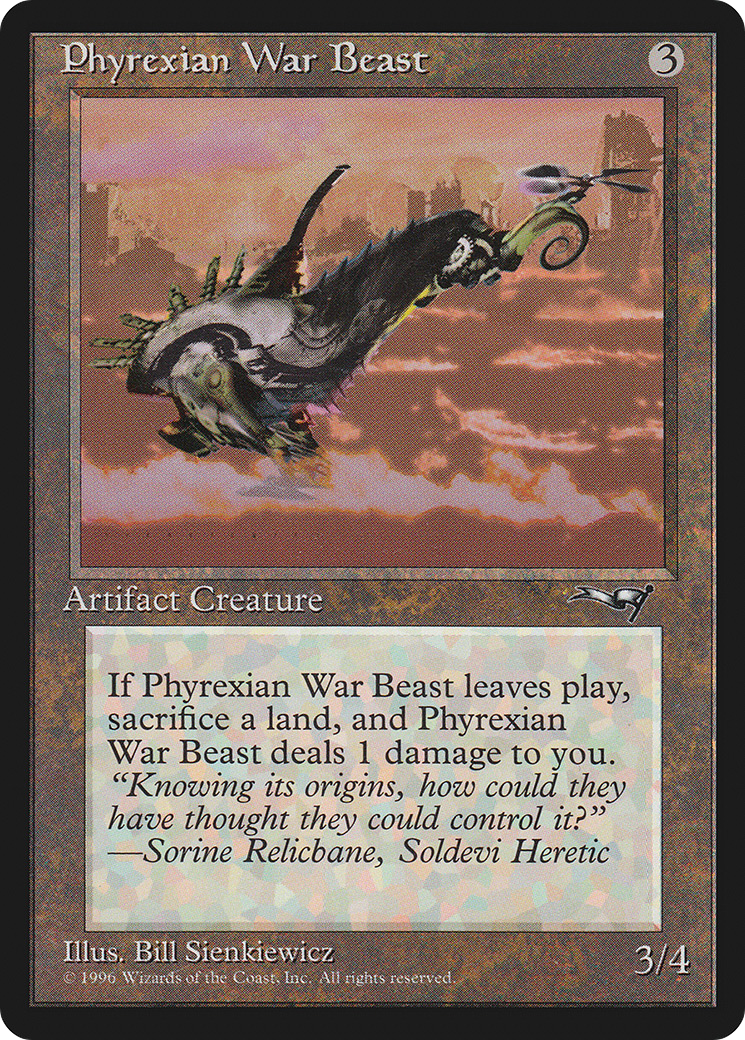 Phyrexian War Beast 3
Artifact Creature
If Phyrexian War Beast leaves play,
sacrifice a land, and Phyrexian
War Beast deals 1 damage to you.
“Knowing its origins, how could they
have thought they could control it?”
—Sorine Relicbane, Soldevi Heretic
Illus. Bill Sienkiewicz
3/4
© 1996 Wizards of the Coast, Inc. All rights reserved.